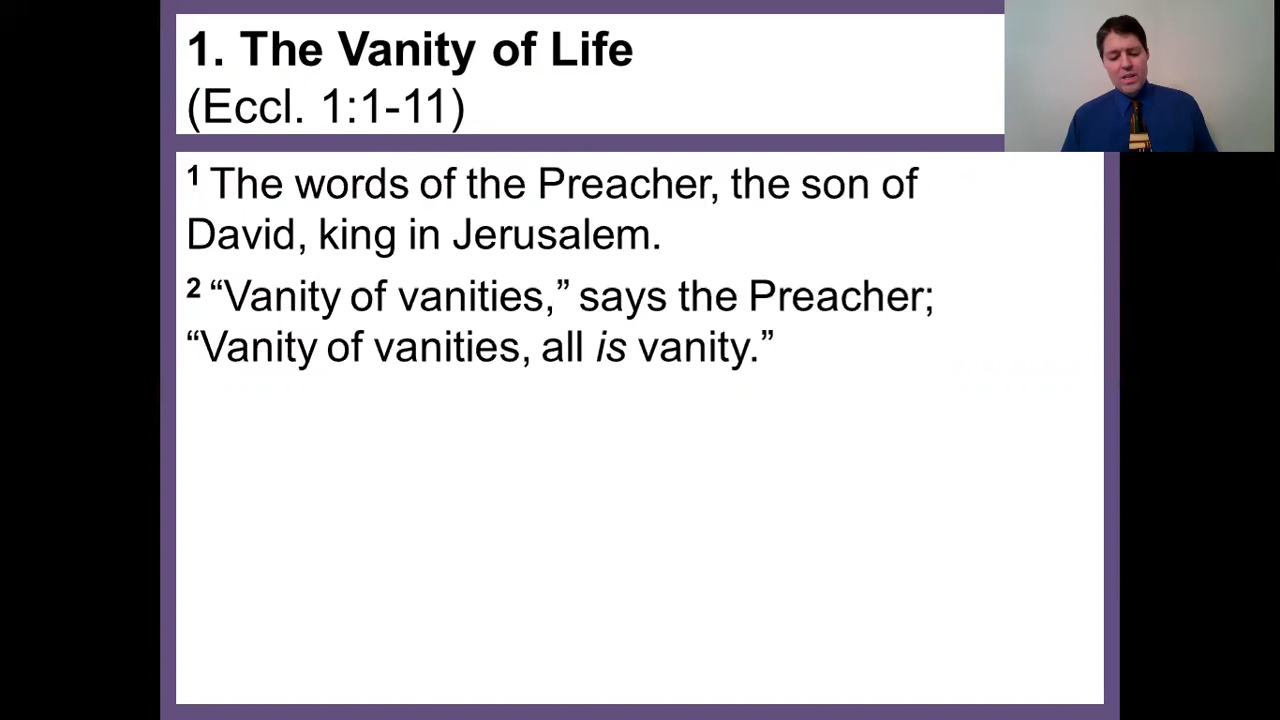 1. The Vanity of Life
(Eccl. 1:1-11)
1 The words of the Preacher, the son of
David, king in Jerusalem.
2 “Vanity of vanities,” says the Preacher;
“Vanity of vanities, all is vanity.”